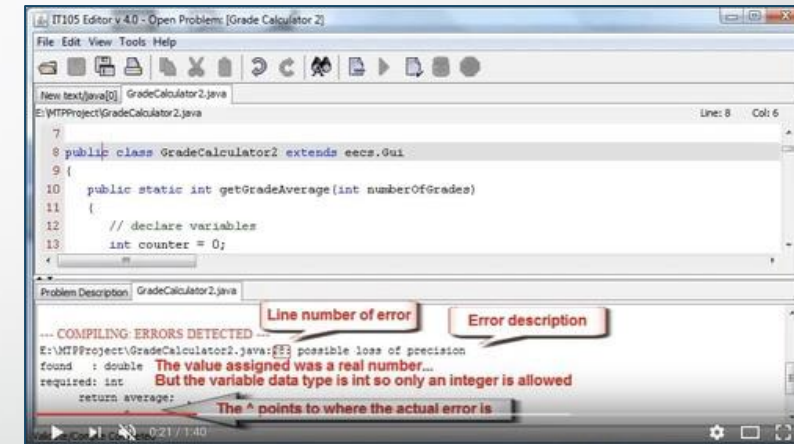 IT105 Editor v 4.0 - Open Problem: [Grade Calculator 2]
File Edit View Tools Help
New text/java[0] GradeCalculator2.java
E:\MTPProject\GradeCalculator2.java Line: 8 Col: 6
7
8 public class GradeCalculator2 extends eecs.Gui
9 {
10 public static int getGradeAverage(int numberOfGrades)
11 {
12 // declare variables
13 int counter = 0;
Problem Description GradeCalculator2.java
Line number of error
Error description
--- COMPILING: ERRORS DETECTED ---
E:\MTPProject\GradeCalculator2.java: possible loss of precision
found : double The value assigned was a real number...
required: int But the variable data type is int so only an integer is allowed
return average;
^ The ^ points to where the actual error is
0:21 / 1:40